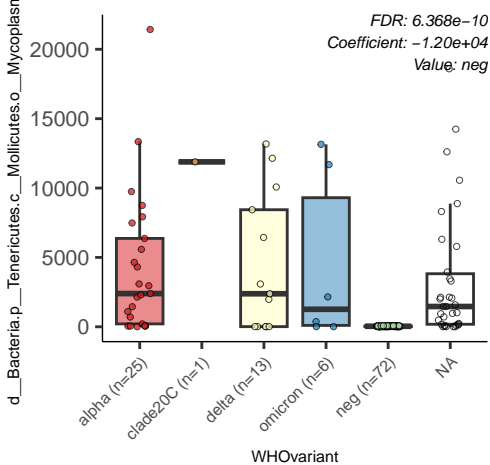 FDR: 6.368e−10
Coefficient: −1.20e+04
Value: neg
d__Bacteria.p__Tenericutes.c__Mollicutes.o__Mycoplasm
20000
15000
10000
5000
0
alpha (n=25)
clade20C (n=1)
delta (n=13)
omicron (n=6)
neg (n=72)
NA
WHOvariant